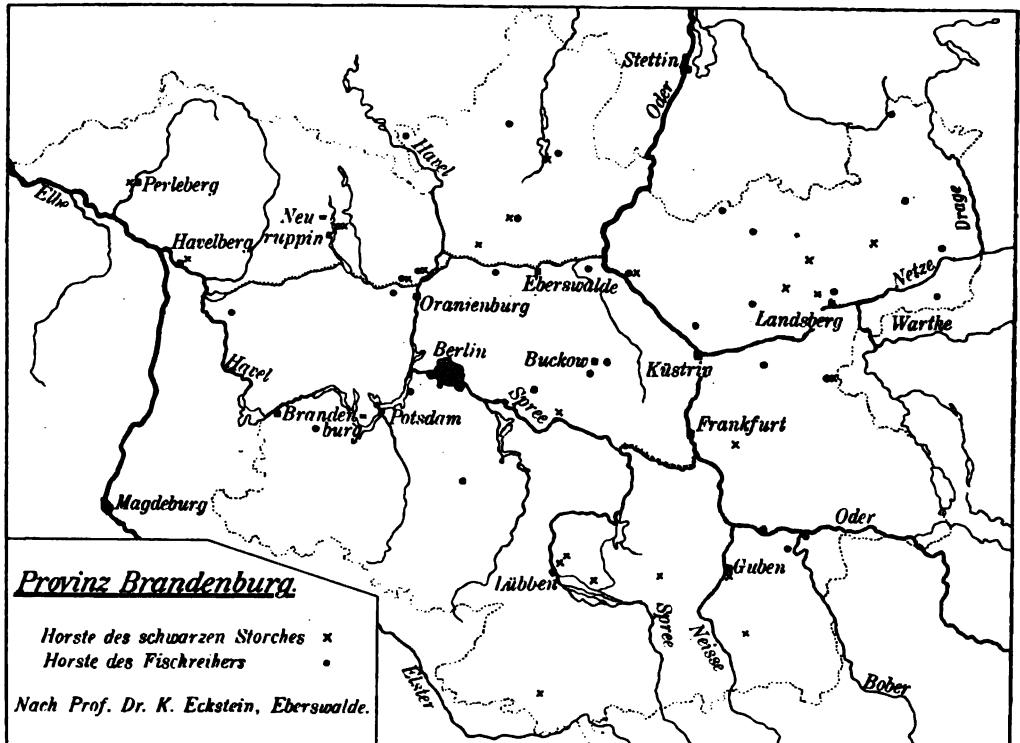 Stettin
Oder
Havel
Elbe
Perleberg
Neu=
ruppin
Havelberg
Drage
Netze
Eberswalde
Oranienburg
Landsberg
Warthe
Berlin
Buckow
Küstrin
Havel
Spree
Branden=
burg
Potsdam
Frankfurt
Magdeburg
Oder
Guben
Lübben
Spree
Neisse
Bober
Elster
Provinz Brandenburg.
Horste des schwarzen Storches ×
Horste des Fischreihers •
Nach Prof. Dr. K. Eckstein, Eberswalde.